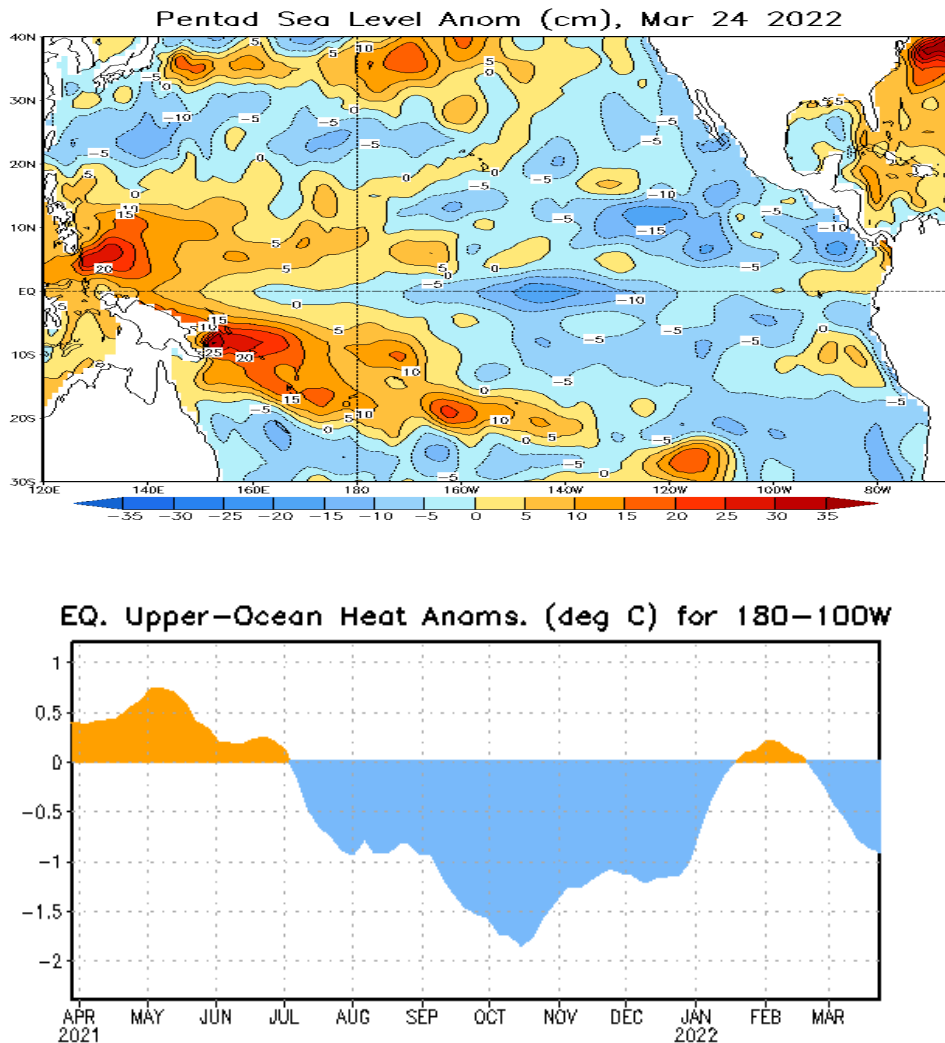 Pentad Sea Level Anom (cm), Mar 24 2022
40N
30N
20N
10N
EQ
10S
20S
30S
120E 140E 160E 180 160W 140W 120W 100W 80W
−35 −30 −25 −20 −15 −10 −5 0 5 10 15 20 25 30 35
EQ. Upper−Ocean Heat Anoms. (deg C) for 180−100W
1
0.5
0
−0.5
−1
−1.5
−2
APR MAY JUN JUL AUG SEP OCT NOV DEC JAN FEB MAR
2021 2022